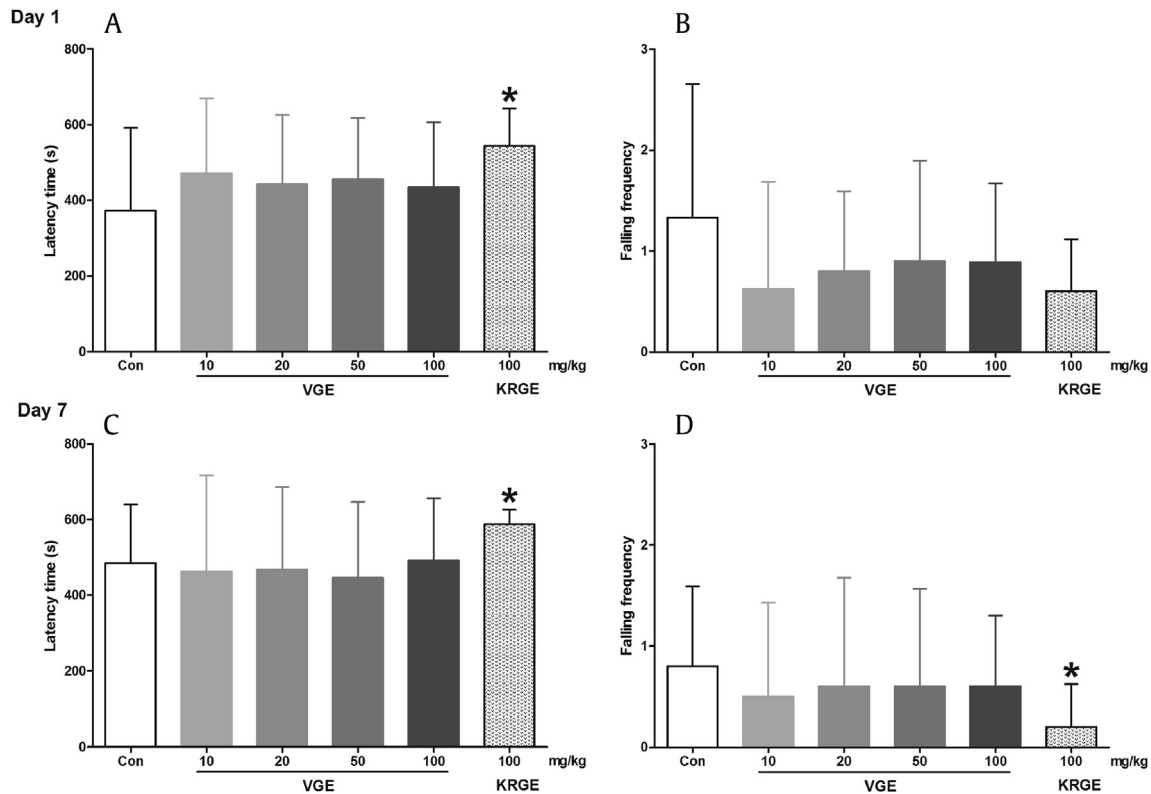 Day 1
A
Latency time (s)
800
600
400
200
0
*
Con 10 20 50 100 100 mg/kg
VGE KRGE
B
Falling frequency
3
2
1
0
Con 10 20 50 100 100 mg/kg
VGE KRGE
Day 7
C
Latency time (s)
800
600
400
200
0
*
Con 10 20 50 100 100 mg/kg
VGE KRGE
D
Falling frequency
3
2
1
0
*
Con 10 20 50 100 100 mg/kg
VGE KRGE